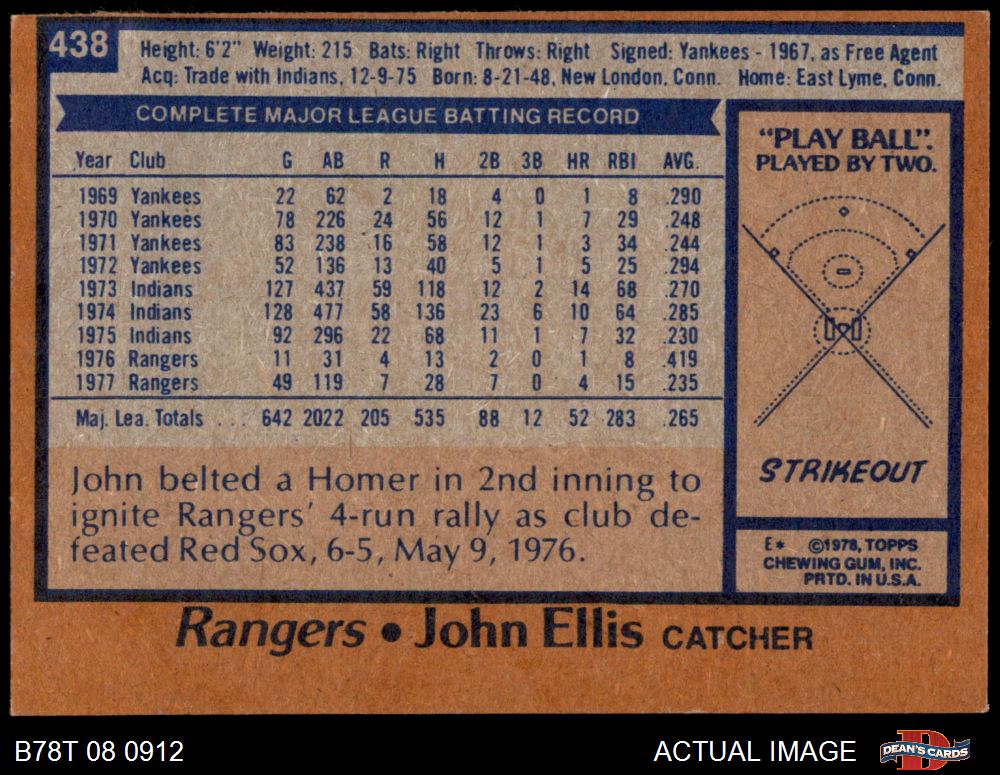 438
Height: 6'2" Weight: 215 Bats: Right Throws: Right Signed: Yankees - 1967, as Free Agent
Acq: Trade with Indians, 12-9-75 Born: 8-21-48, New London, Conn. Home: East Lyme, Conn.
COMPLETE MAJOR LEAGUE BATTING RECORD
Year Club G AB R H 2B 3B HR RBI AVG.
1969 Yankees 22 62 2 18 4 0 1 8 .290
1970 Yankees 78 226 24 56 12 1 7 29 .248
1971 Yankees 83 238 16 58 12 1 3 34 .244
1972 Yankees 52 136 13 40 5 1 5 25 .294
1973 Indians 127 437 59 118 12 2 14 68 .270
1974 Indians 128 477 58 136 23 6 10 64 .285
1975 Indians 92 296 22 68 11 1 7 32 .230
1976 Rangers 11 31 4 13 2 0 1 8 .419
1977 Rangers 49 119 7 28 7 0 4 15 .235
Maj. Lea. Totals . . . 642 2022 205 535 88 12 52 283 .265
John belted a Homer in 2nd inning to
ignite Rangers' 4-run rally as club de-
feated Red Sox, 6-5, May 9, 1976.
"PLAY BALL".
PLAYED BY TWO.
STRIKEOUT
E* ©1978, TOPPS
CHEWING GUM, INC.
PRTD. IN U.S.A.
Rangers • John Ellis CATCHER
B78T 08 0912
ACTUAL IMAGE
DEAN'S CARDS